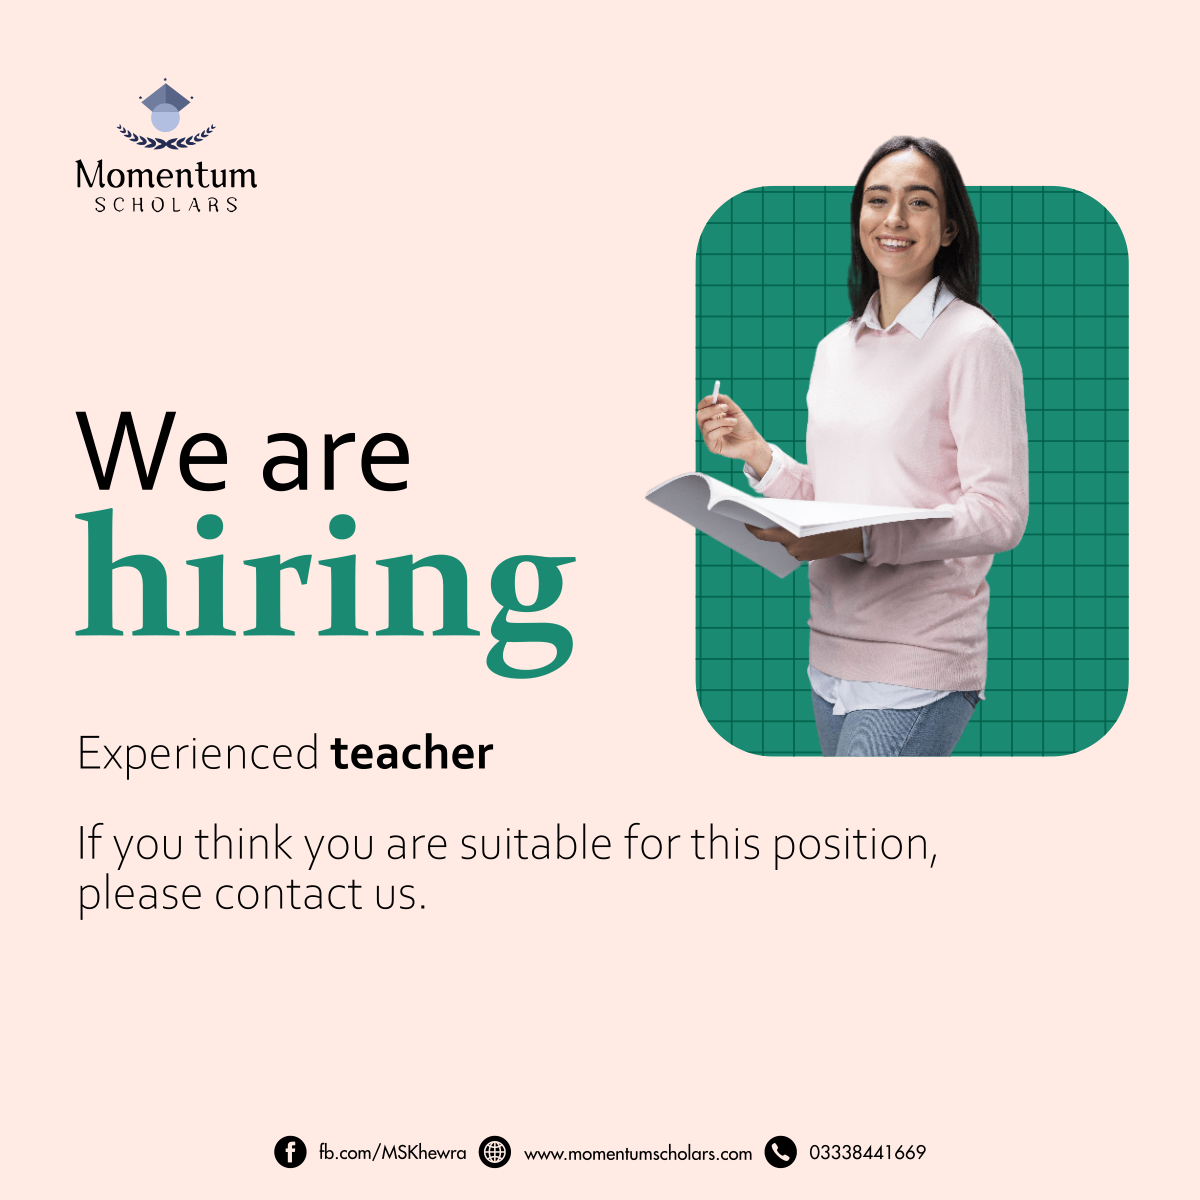 Momentum
SCHOLARS
We are
hiring
Experienced teacher
If you think you are suitable for this position,
please contact us.
fb.com/MSKhewra www.momentumscholars.com 03338441669